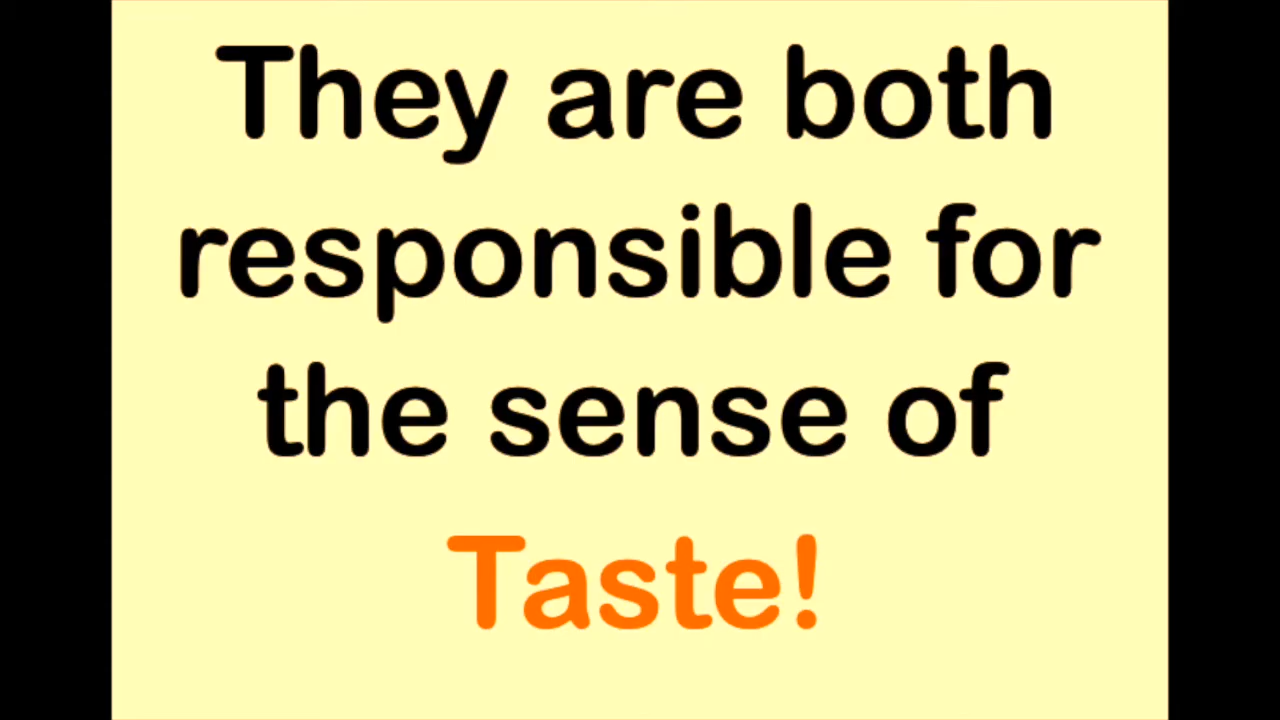 They are both
responsible for
the sense of
Taste!